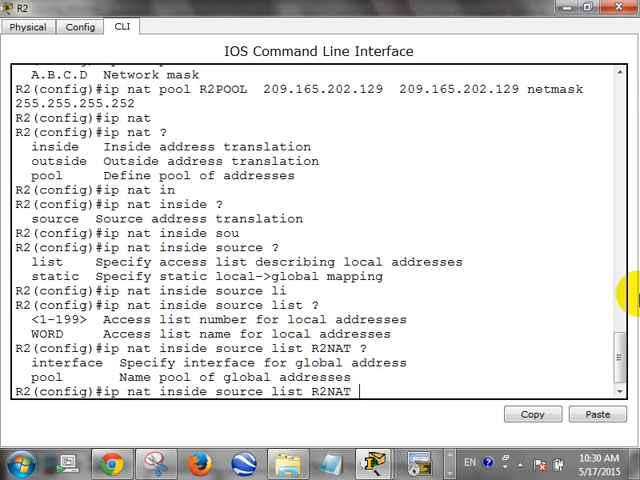 R2
Physical
Config
CLI
IOS Command Line Interface
A.B.C.D  Network mask
R2(config)#ip nat pool R2POOL  209.165.202.129  209.165.202.129 netmask
255.255.255.252
R2(config)#ip nat
R2(config)#ip nat ?
inside   Inside address translation
outside  Outside address translation
pool     Define pool of addresses
R2(config)#ip nat in
R2(config)#ip nat inside ?
source  Source address translation
R2(config)#ip nat inside sou
R2(config)#ip nat inside source ?
list    Specify access list describing local addresses
static  Specify static local->global mapping
R2(config)#ip nat inside source li
R2(config)#ip nat inside source list ?
<1-199>  Access list number for local addresses
WORD     Access list name for local addresses
R2(config)#ip nat inside source list R2NAT ?
interface  Specify interface for global address
pool       Name pool of global addresses
R2(config)#ip nat inside source list R2NAT
Copy
Paste
EN
10:30 AM
5/17/2015